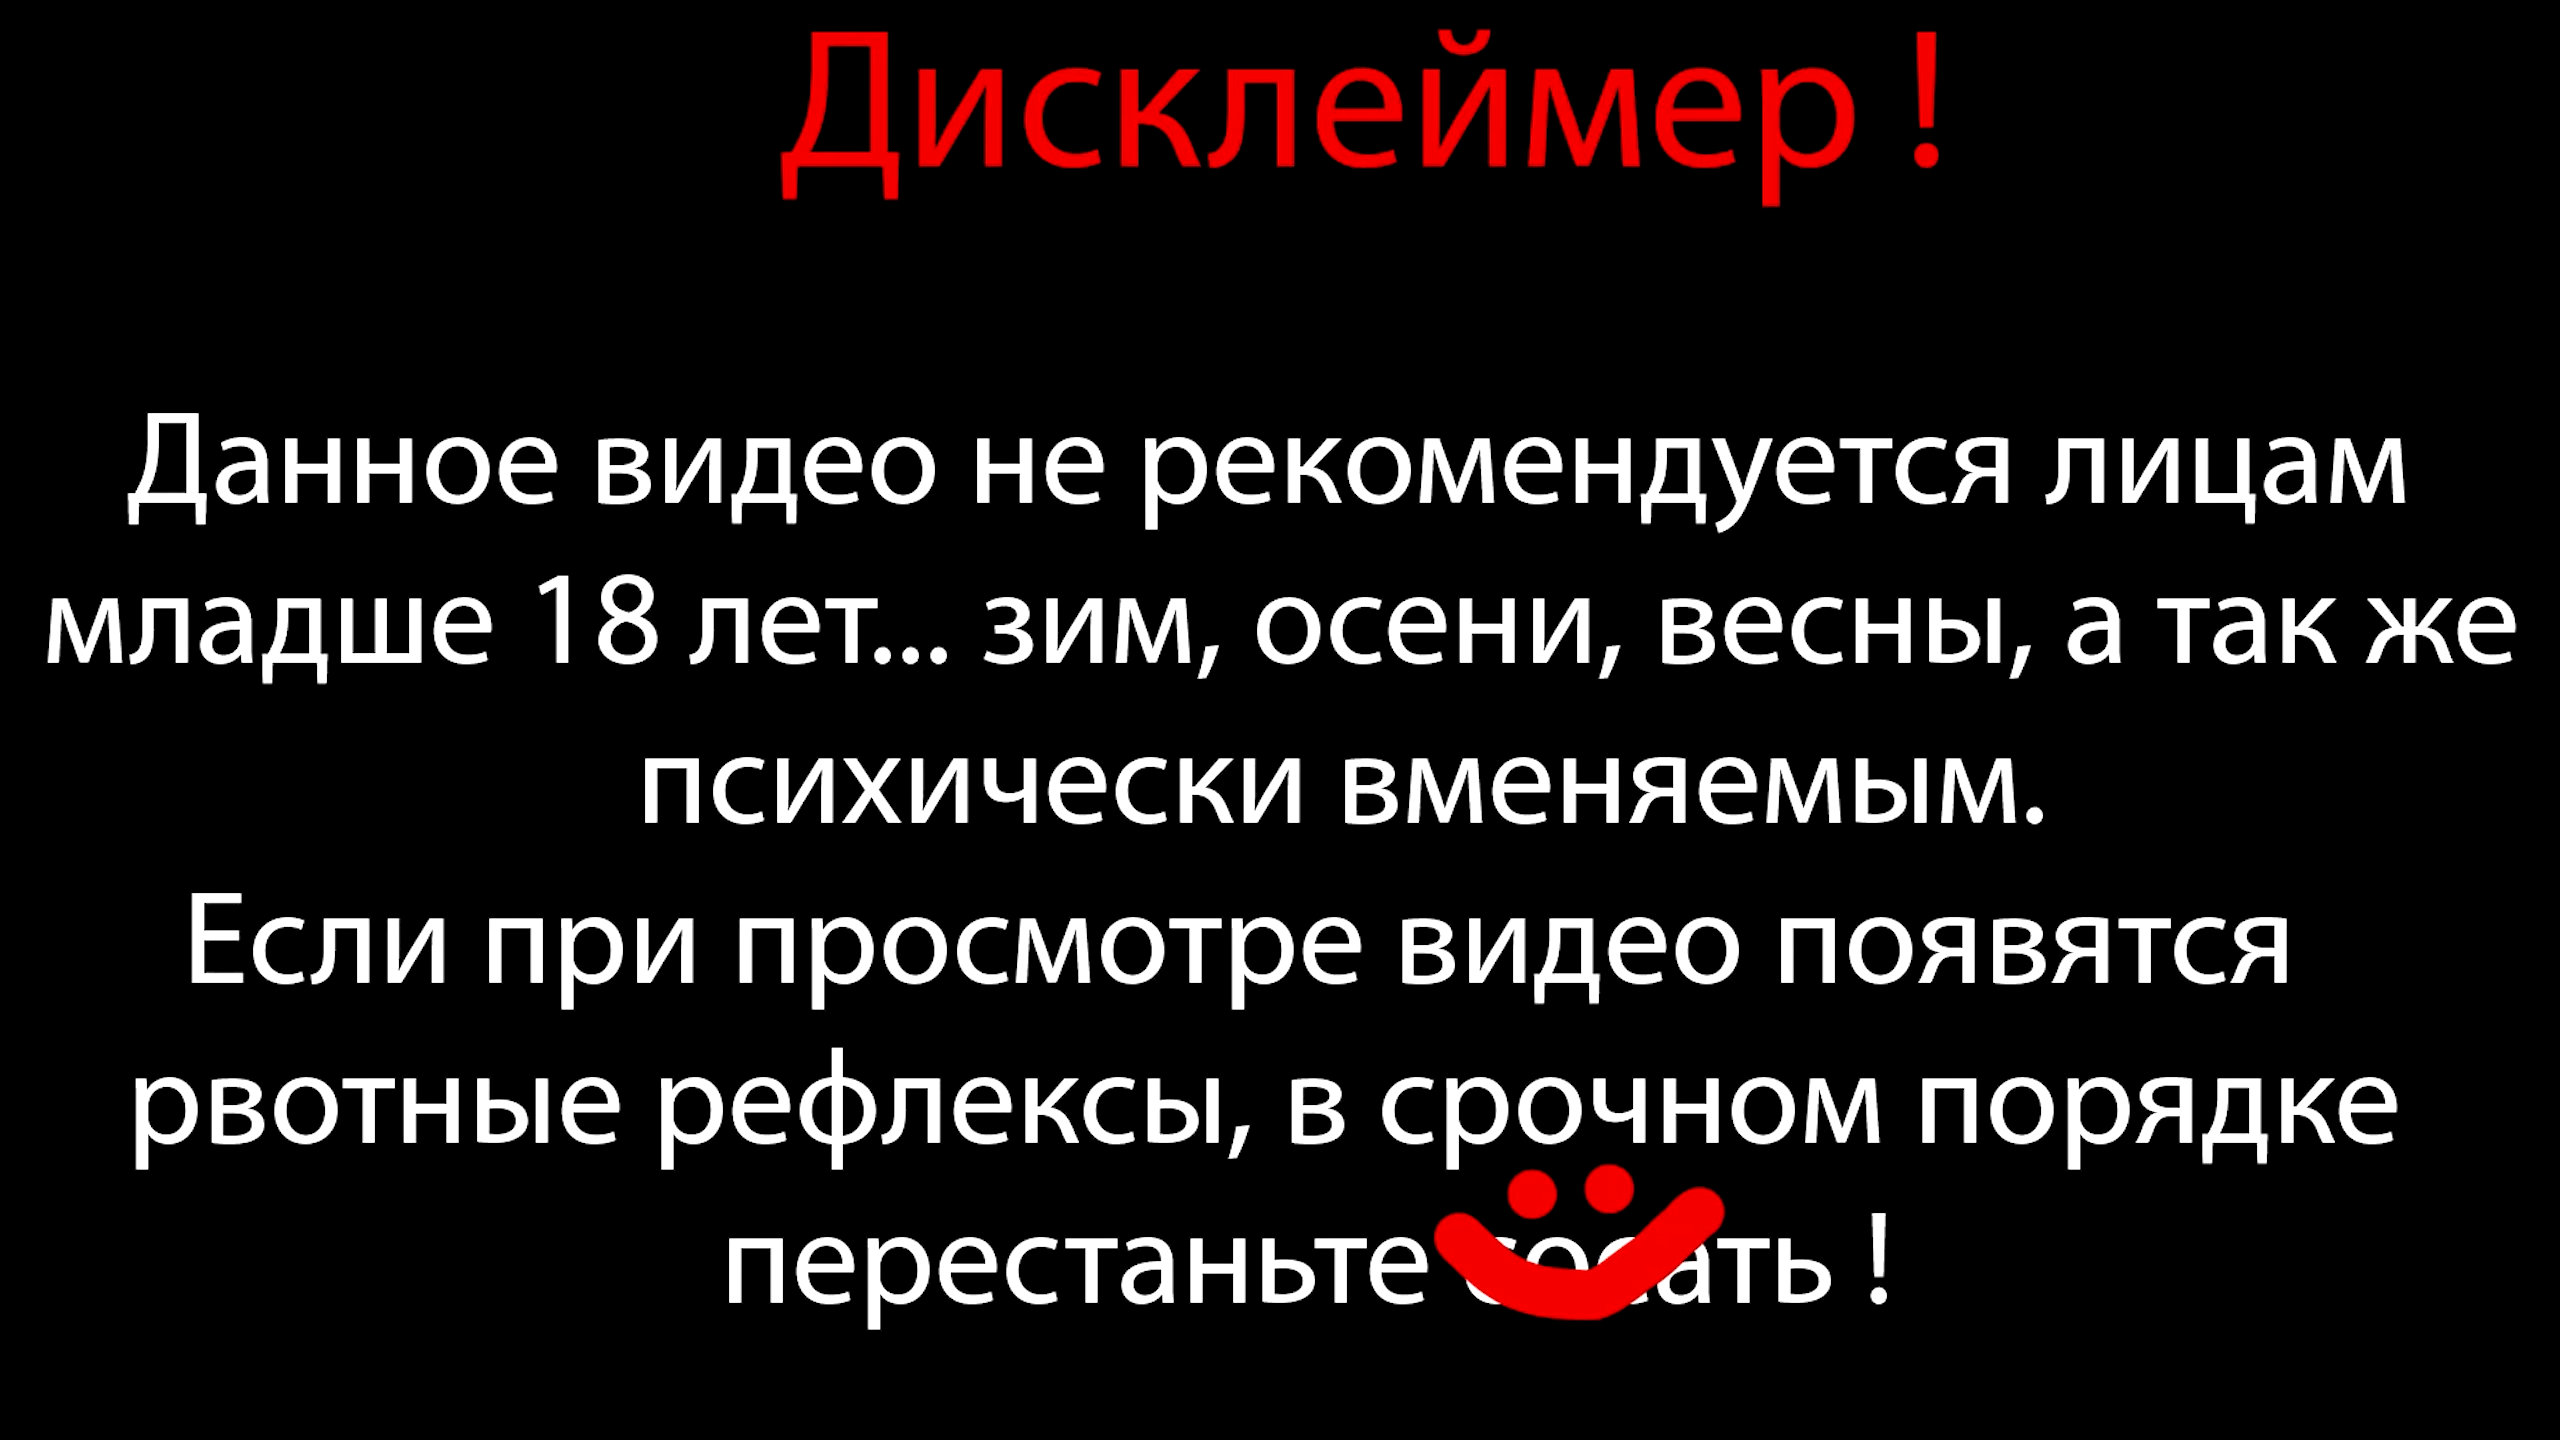 Дисклеймер !
Данное видео не рекомендуется лицам
младше 18 лет... зим, осени, весны, а так же
психически вменяемым.
Если при просмотре видео появятся
рвотные рефлексы, в срочном порядке
перестаньте сосать !